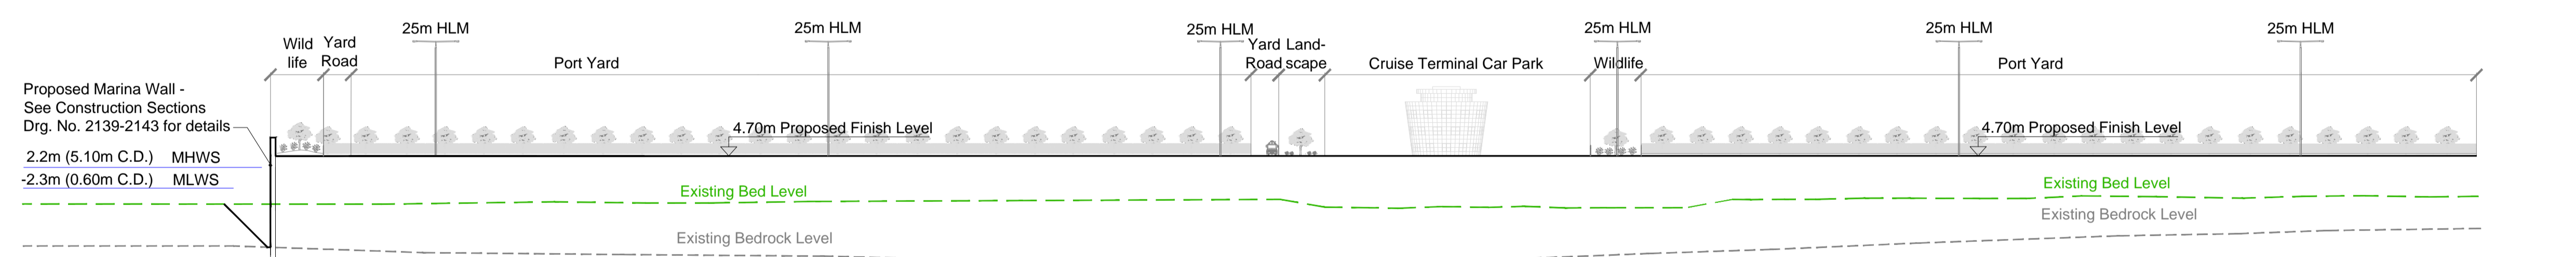 25m HLM
25m HLM
25m HLM
25m HLM
25m HLM
25m HLM
Wild
life
Yard
Road
Port Yard
Yard
Road
Land-
scape
Cruise Terminal Car Park
Wildlife
Port Yard
Proposed Marina Wall -
See Construction Sections
Drg. No. 2139-2143 for details
4.70m Proposed Finish Level
4.70m Proposed Finish Level
2.2m (5.10m C.D.) MHWS
-2.3m (0.60m C.D.) MLWS
Existing Bed Level
Existing Bed Level
Existing Bedrock Level
Existing Bedrock Level